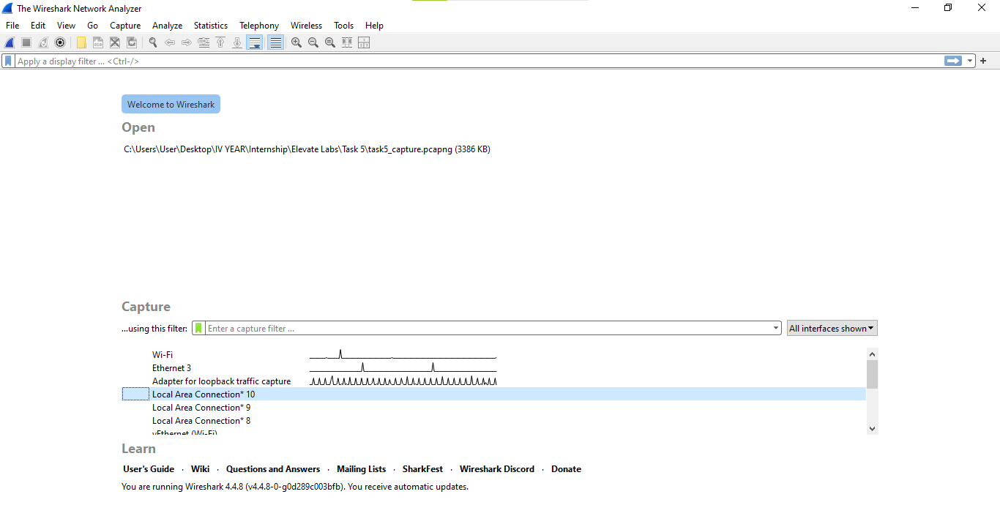 The Wireshark Network Analyzer
File Edit View Go Capture Analyze Statistics Telephony Wireless Tools Help
Apply a display filter ... <Ctrl-/>
Welcome to Wireshark
Open
C:\Users\User\Desktop\IV YEAR\Internship\Elevate Labs\Task 5\task5_capture.pcapng (3386 KB)
Capture
...using this filter: Enter a capture filter ... All interfaces shown
Wi-Fi
Ethernet 3
Adapter for loopback traffic capture
Local Area Connection* 10
Local Area Connection* 9
Local Area Connection* 8
vEthernet (Wi-Fi)
Learn
User's Guide · Wiki · Questions and Answers · Mailing Lists · SharkFest · Wireshark Discord · Donate
You are running Wireshark 4.4.8 (v4.4.8-0-g0d289c003bfb). You receive automatic updates.